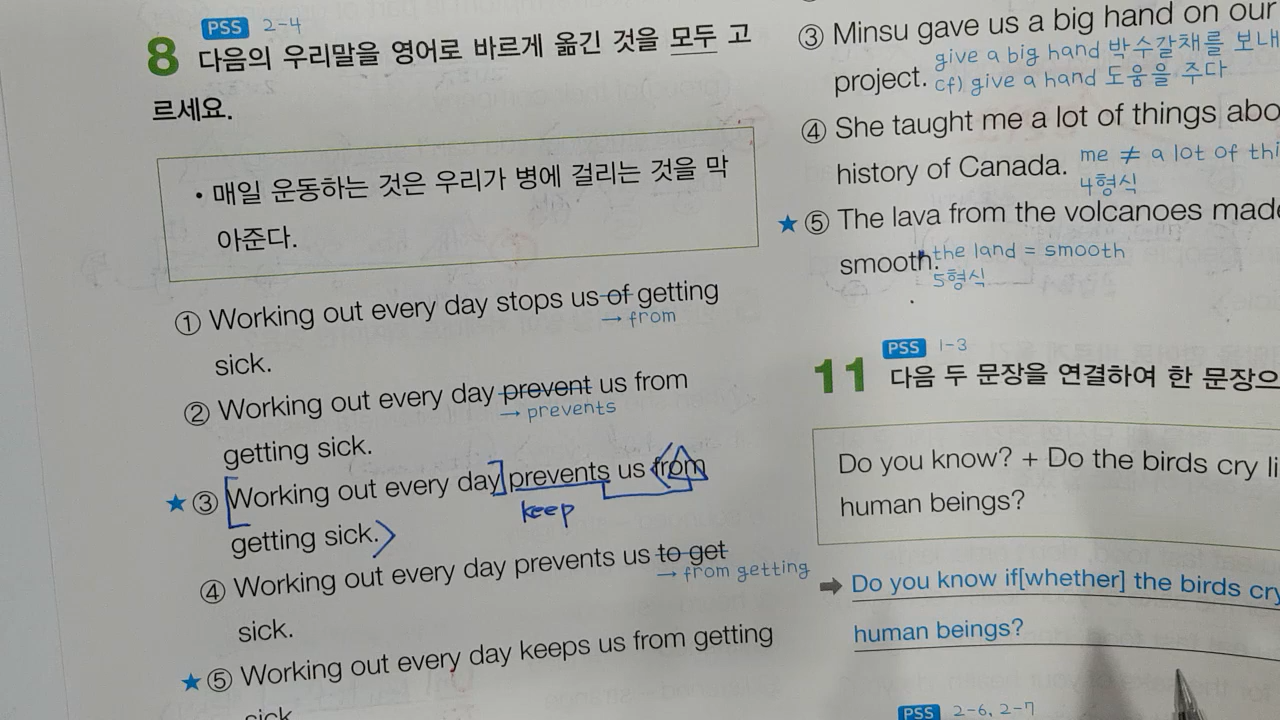 PSS 2-4
8 다음의 우리말을 영어로 바르게 옮긴 것을 모두 고
르세요.
• 매일 운동하는 것은 우리가 병에 걸리는 것을 막
아준다.
① Working out every day stops us of getting
→ from
sick.
② Working out every day prevent us from
→ prevents
getting sick.
★ ③ Working out every day prevents us from
keep
getting sick.
④ Working out every day prevents us to get
→ from getting
sick.
★ ⑤ Working out every day keeps us from getting
sick
③ Minsu gave us a big hand on our
give a big hand 박수갈채를 보내
project. cf) give a hand 도움을 주다
④ She taught me a lot of things abo
history of Canada. me ≠ a lot of thi
4형식
★ ⑤ The lava from the volcanoes made
smooth. the land = smooth
5형식
PSS 1-3
11 다음 두 문장을 연결하여 한 문장으
Do you know? + Do the birds cry li
human beings?
➡ Do you know if[whether] the birds cry
human beings?
PSS 2-6, 2-7